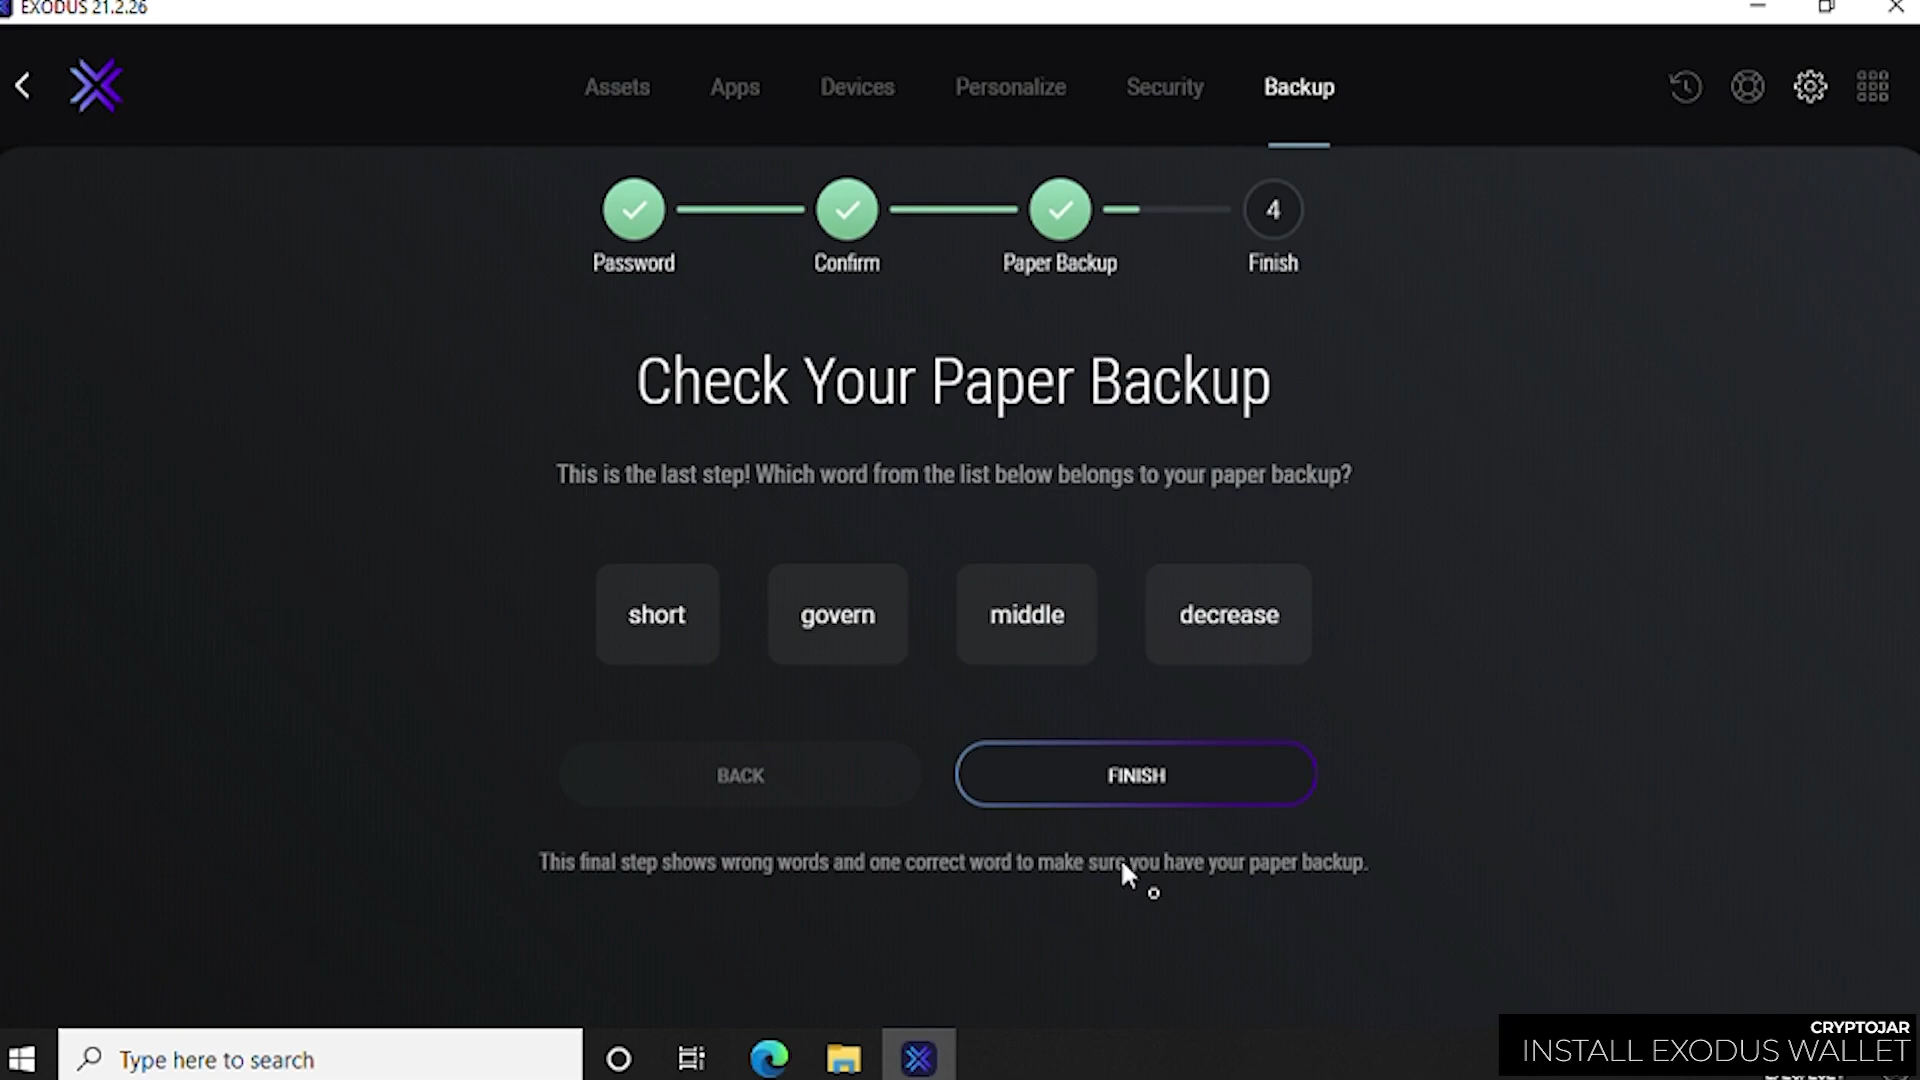 EXODUS 21.2.26
Assets Apps Devices Personalize Security Backup
4
Password Confirm Paper Backup Finish
Check Your Paper Backup
This is the last step! Which word from the list below belongs to your paper backup?
short govern middle decrease
BACK FINISH
This final step shows wrong words and one correct word to make sure you have your paper backup.
CRYPTOJAR
INSTALL EXODUS WALLET
Type here to search